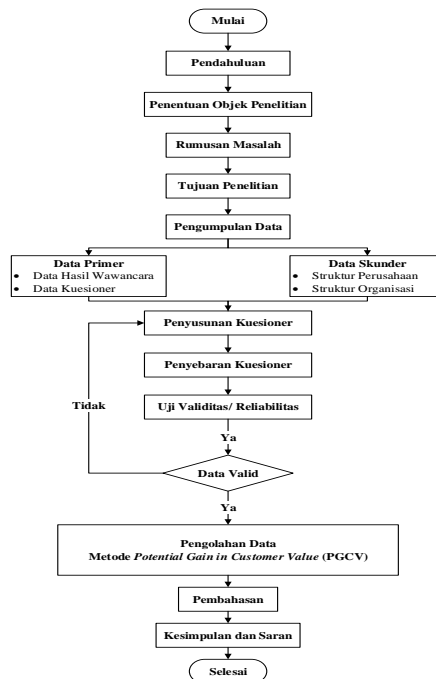 Mulai
Pendahuluan
Penentuan Objek Penelitian
Rumusan Masalah
Tujuan Penelitian
Pengumpulan Data
Data Primer
• Data Hasil Wawancara
• Data Kuesioner
Data Skunder
• Struktur Perusahaan
• Struktur Organisasi
Penyusunan Kuesioner
Penyebaran Kuesioner
Uji Validitas/ Reliabilitas
Tidak
Ya
Data Valid
Ya
Pengolahan Data
Metode Potential Gain in Customer Value (PGCV)
Pembahasan
Kesimpulan dan Saran
Selesai